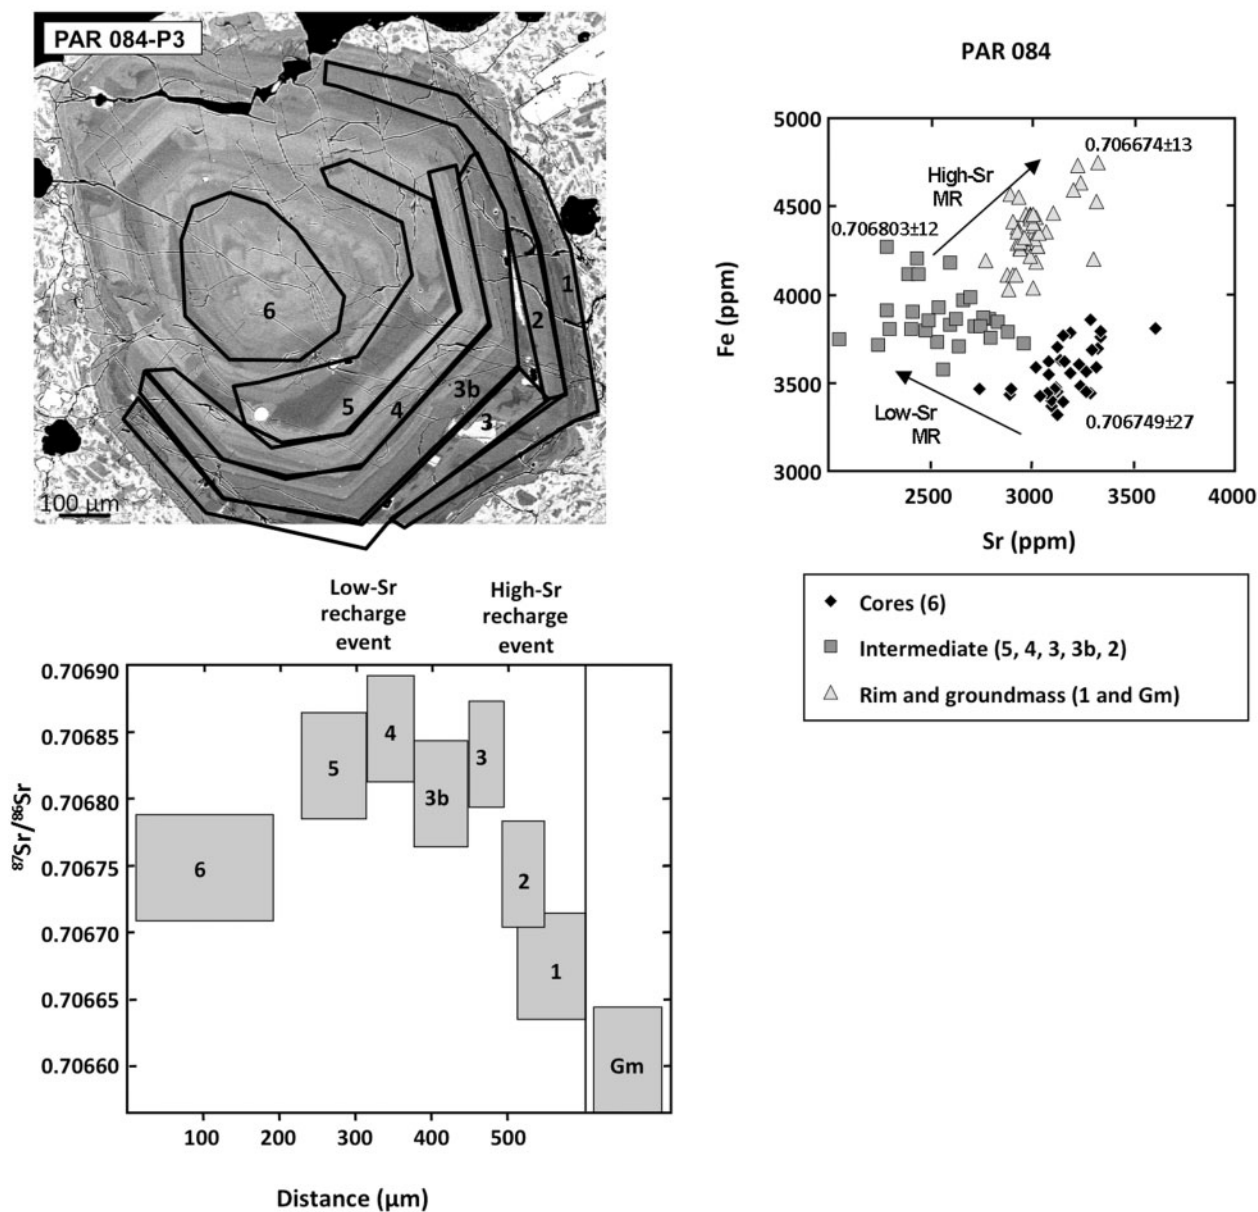 PAR 084-P3
1
2
3b
3
4
5
6
100 µm
PAR 084
Fe (ppm)
5000
4500
4000
3500
3000
0.706674±13
High-Sr
MR
0.706803±12
Low-Sr
MR
0.706749±27
2500
3000
3500
4000
Sr (ppm)
Cores (6)
Intermediate (5, 4, 3, 3b, 2)
Rim and groundmass (1 and Gm)
Low-Sr
recharge
event
High-Sr
recharge
event
⁸⁷Sr/⁸⁶Sr
0.70690
0.70685
0.70680
0.70675
0.70670
0.70665
0.70660
6
5
4
3b
3
2
1
Gm
100
200
300
400
500
Distance (µm)